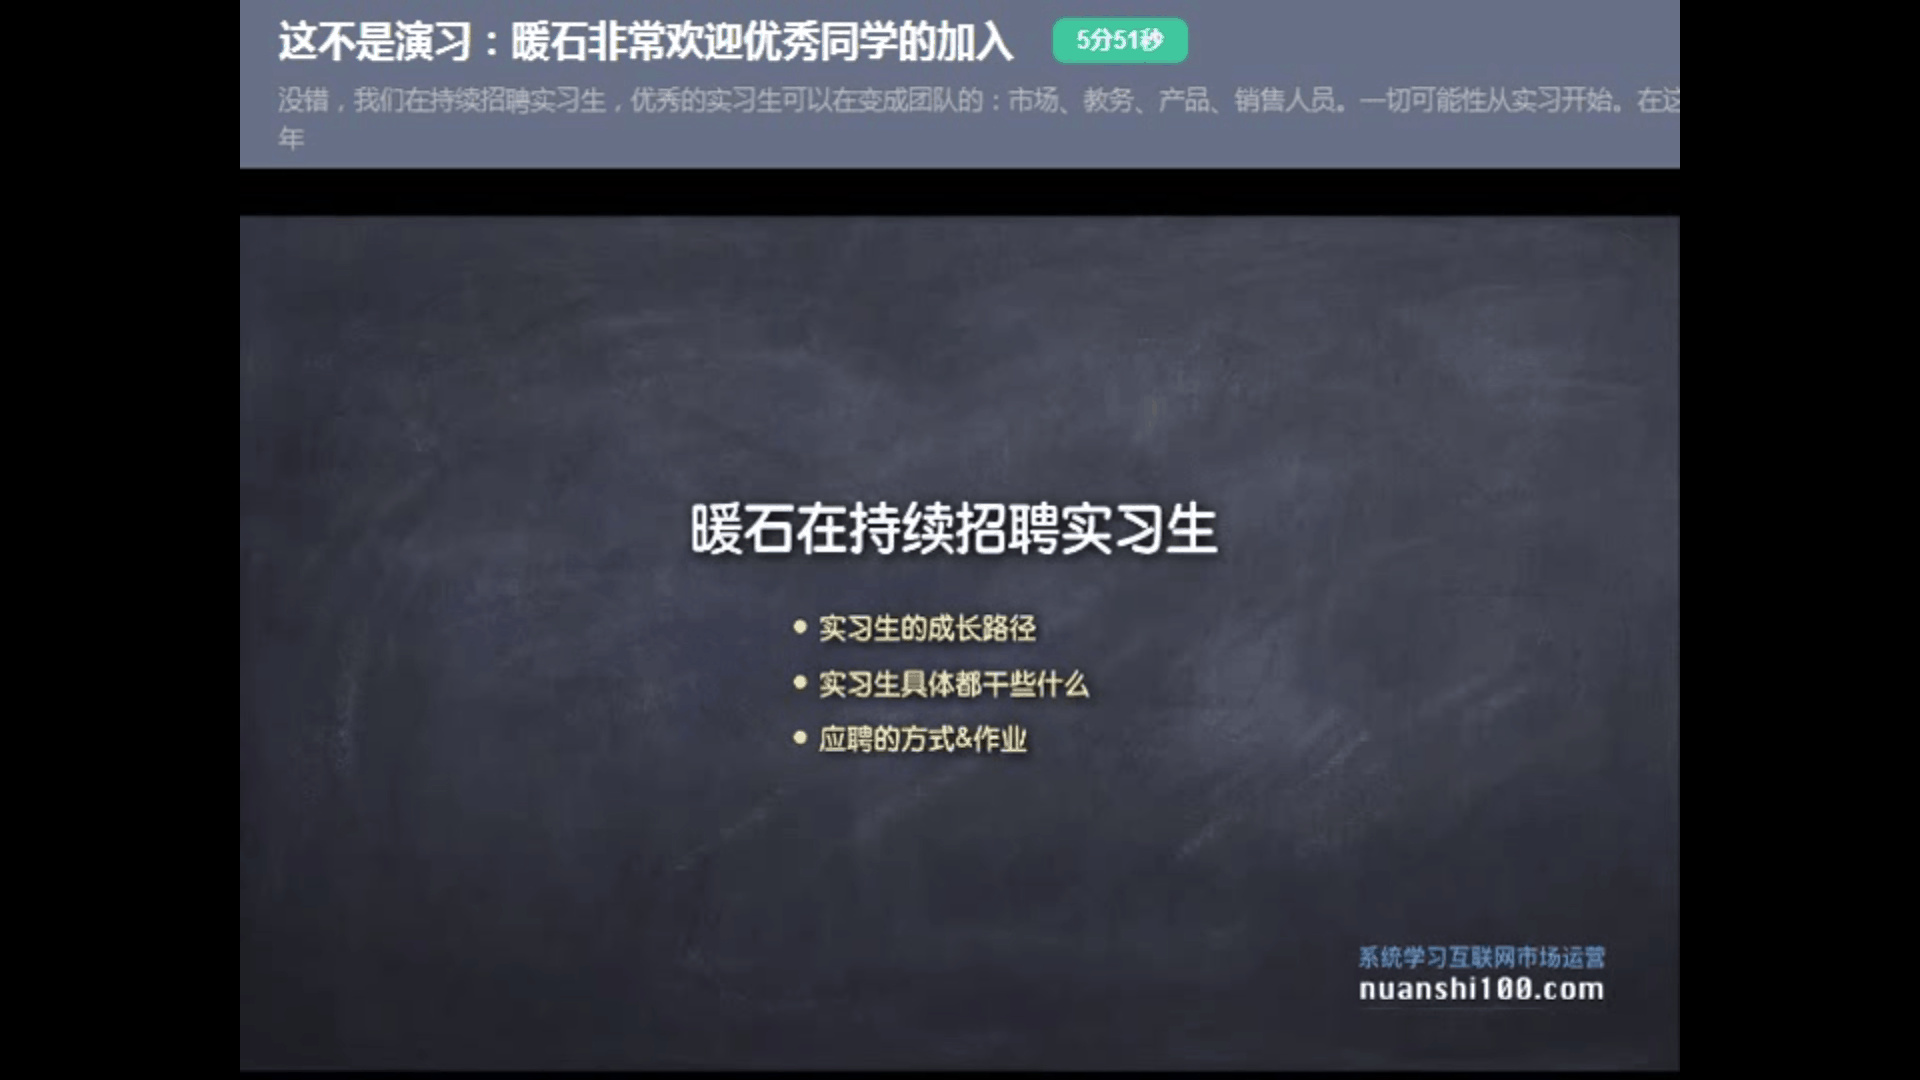 这不是演习：暖石非常欢迎优秀同学的加入 5分51秒
没错，我们在持续招聘实习生，优秀的实习生可以在变成团队的：市场、教务、产品、销售人员。一切可能性从实习开始。在这
年
暖石在持续招聘实习生
• 实习生的成长路径
• 实习生具体都干些什么
• 应聘的方式&作业
系统学习互联网市场运营
nuanshi100.com